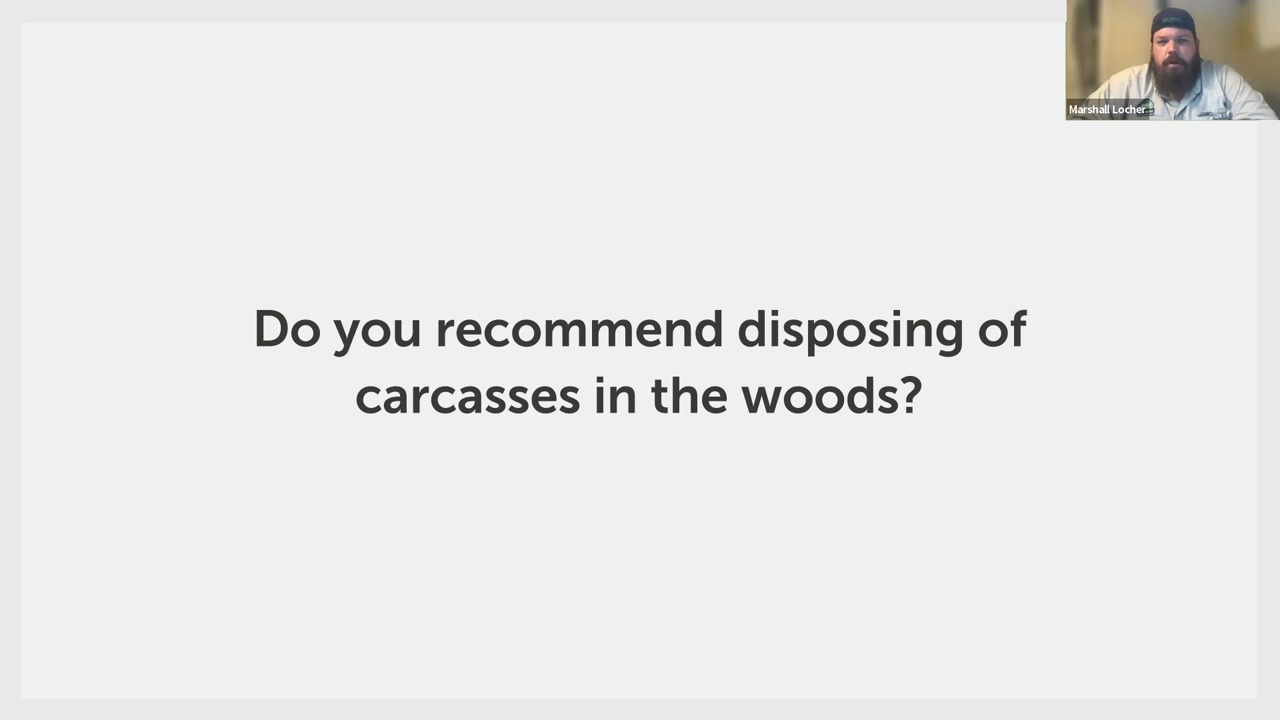 Marshall Locher
Do you recommend disposing of
carcasses in the woods?